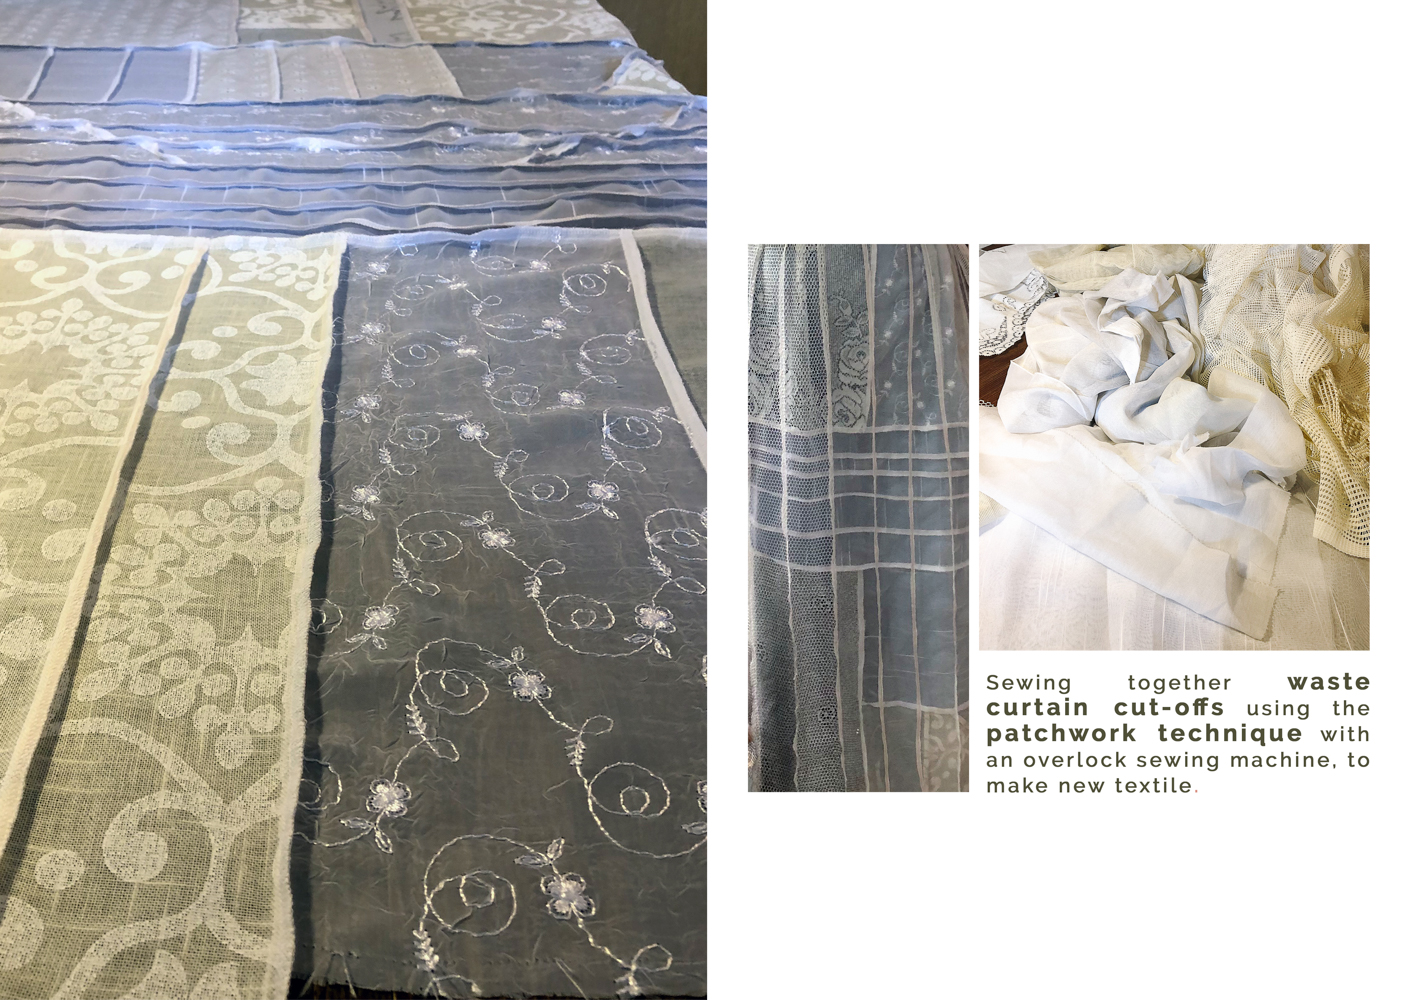 Sewing together waste
curtain cut-offs using the
patchwork technique with
an overlock sewing machine, to
make new textile.